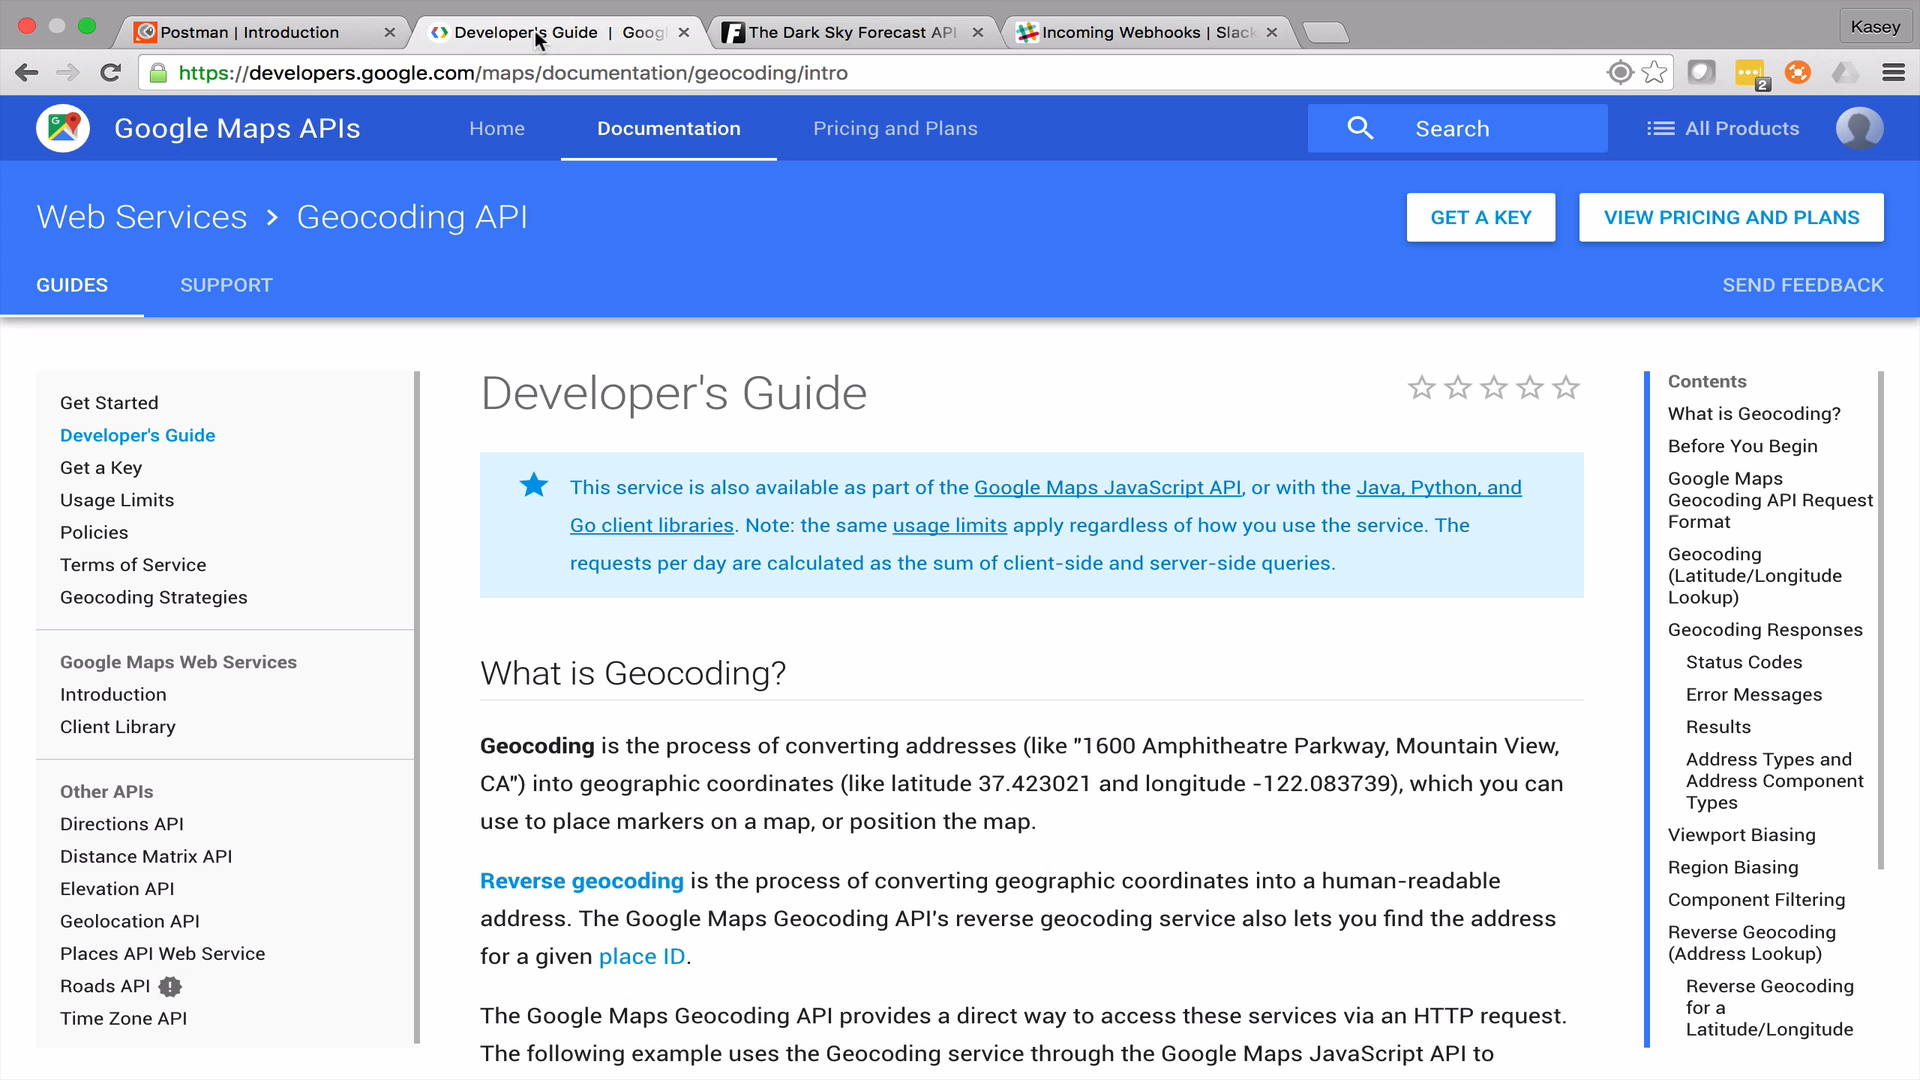 Postman | Introduction
Developer's Guide | Goog
The Dark Sky Forecast API
Incoming Webhooks | Slack
Kasey
https://developers.google.com/maps/documentation/geocoding/intro
2
Google Maps APIs
Home
Documentation
Pricing and Plans
Search
All Products
Web Services > Geocoding API
GET A KEY
VIEW PRICING AND PLANS
GUIDES
SUPPORT
SEND FEEDBACK
Get Started
Developer's Guide
Get a Key
Usage Limits
Policies
Terms of Service
Geocoding Strategies
Google Maps Web Services
Introduction
Client Library
Other APIs
Directions API
Distance Matrix API
Elevation API
Geolocation API
Places API Web Service
Roads API
Time Zone API
Developer's Guide
This service is also available as part of the Google Maps JavaScript API, or with the Java, Python, and
Go client libraries. Note: the same usage limits apply regardless of how you use the service. The
requests per day are calculated as the sum of client-side and server-side queries.
What is Geocoding?
Geocoding is the process of converting addresses (like "1600 Amphitheatre Parkway, Mountain View,
CA") into geographic coordinates (like latitude 37.423021 and longitude -122.083739), which you can
use to place markers on a map, or position the map.
Reverse geocoding is the process of converting geographic coordinates into a human-readable
address. The Google Maps Geocoding API's reverse geocoding service also lets you find the address
for a given place ID.
The Google Maps Geocoding API provides a direct way to access these services via an HTTP request.
The following example uses the Geocoding service through the Google Maps JavaScript API to
Contents
What is Geocoding?
Before You Begin
Google Maps
Geocoding API Request
Format
Geocoding
(Latitude/Longitude
Lookup)
Geocoding Responses
Status Codes
Error Messages
Results
Address Types and
Address Component
Types
Viewport Biasing
Region Biasing
Component Filtering
Reverse Geocoding
(Address Lookup)
Reverse Geocoding
for a
Latitude/Longitude